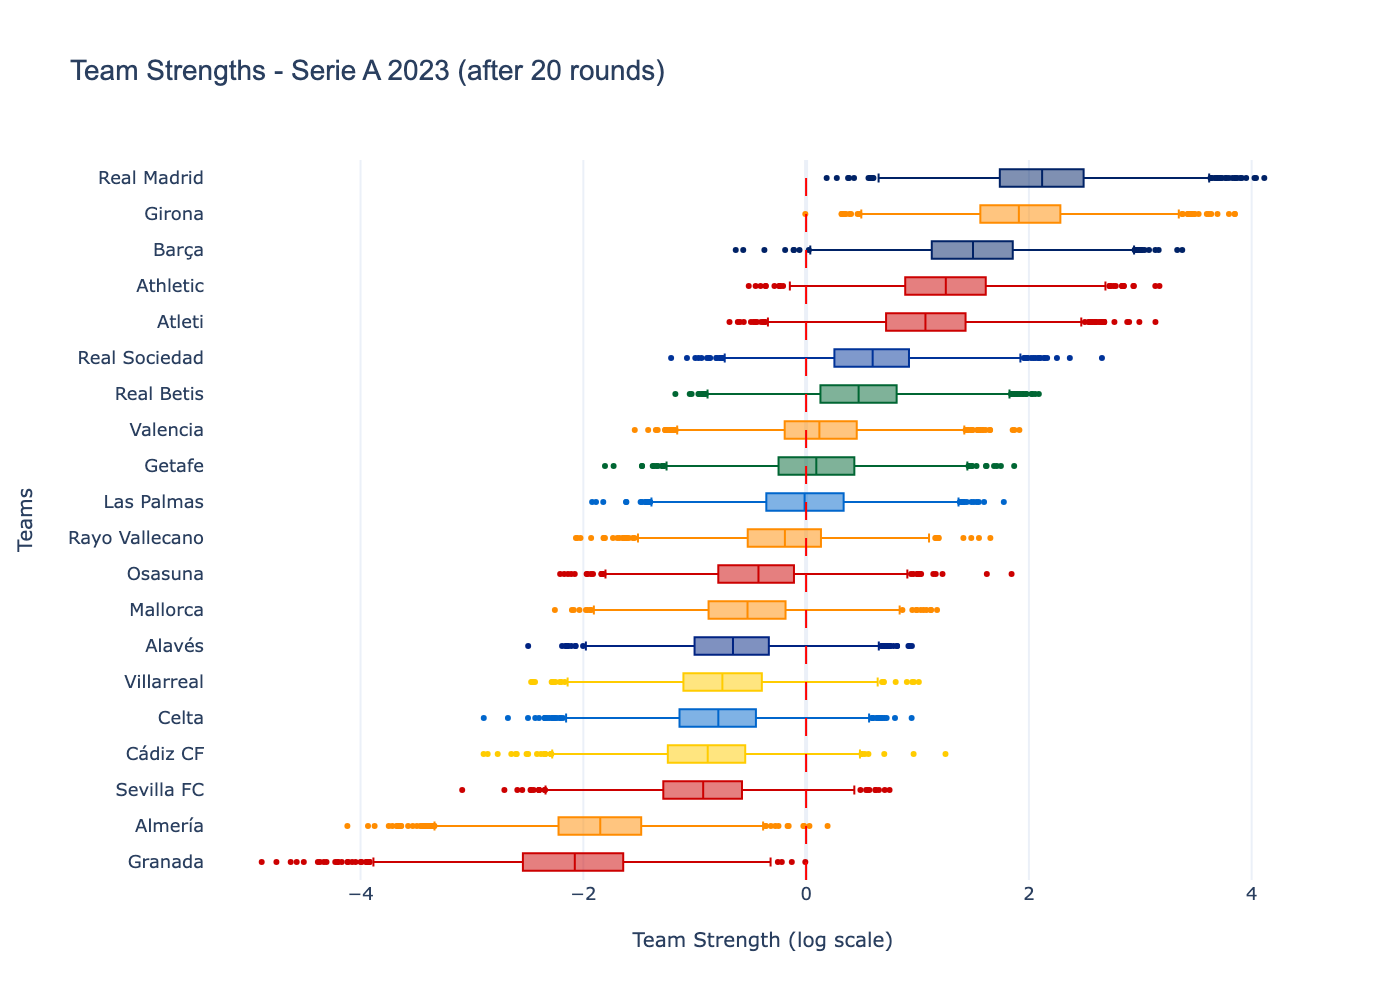 Team Strengths - Serie A 2023 (after 20 rounds)
Real Madrid
Girona
Barça
Athletic
Atleti
Real Sociedad
Real Betis
Valencia
Getafe
Las Palmas
Rayo Vallecano
Osasuna
Mallorca
Alavés
Villarreal
Celta
Cádiz CF
Sevilla FC
Almería
Granada
Teams
−4 −2 0 2 4
Team Strength (log scale)